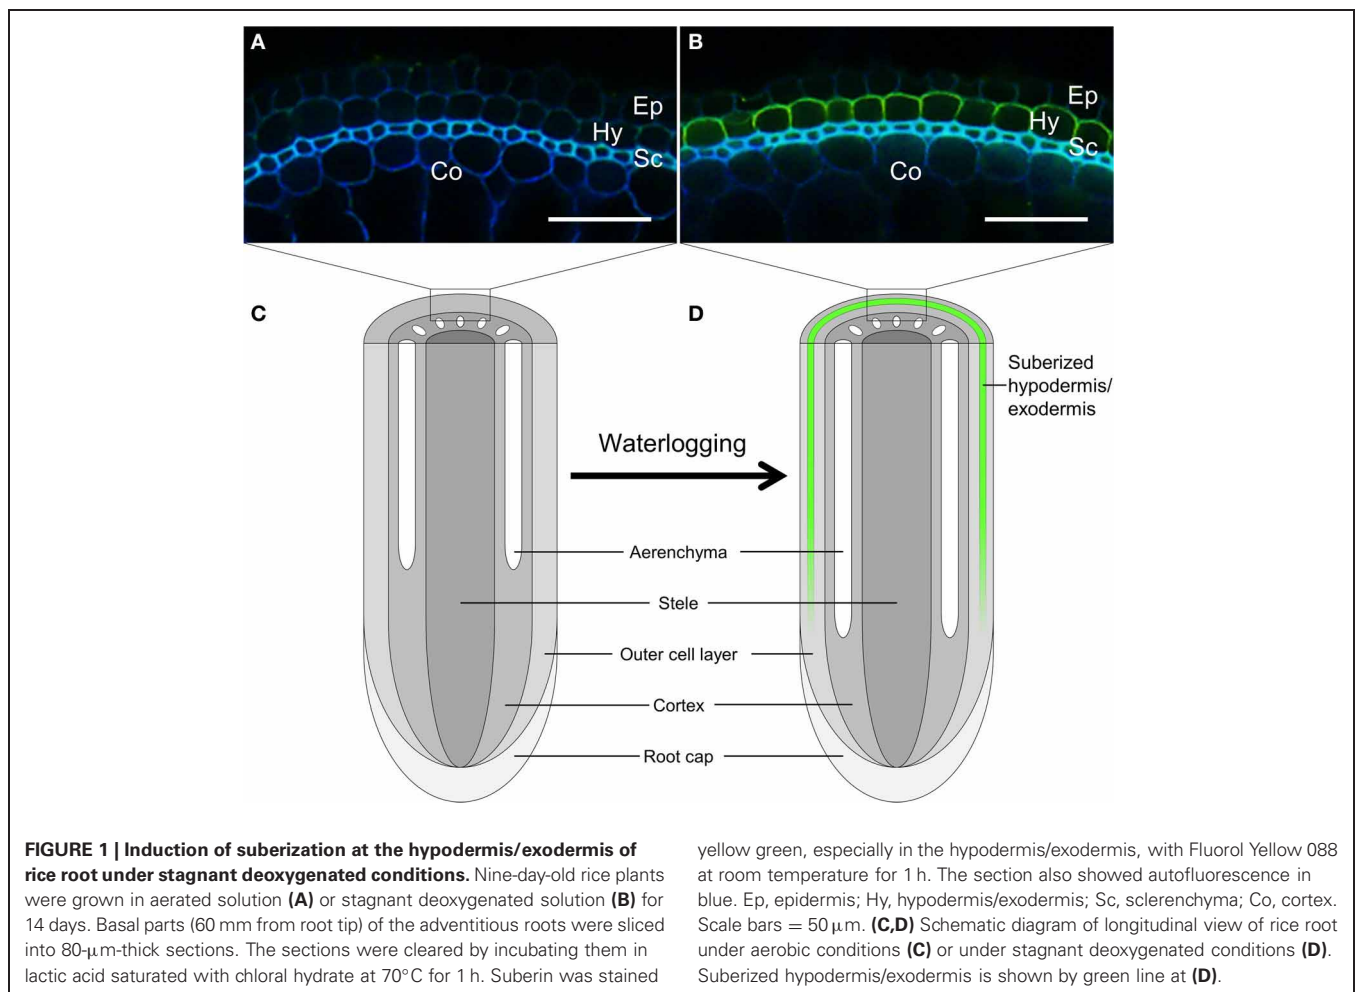 A
B
Ep
Hy
Sc
Co
Ep
Hy
Sc
Co
C
D
Suberized
hypodermis/
exodermis
Waterlogging
Aerenchyma
Stele
Outer cell layer
Cortex
Root cap
FIGURE 1 | Induction of suberization at the hypodermis/exodermis of
rice root under stagnant deoxygenated conditions. Nine-day-old rice plants
were grown in aerated solution (A) or stagnant deoxygenated solution (B) for
14 days. Basal parts (60 mm from root tip) of the adventitious roots were sliced
into 80-μm-thick sections. The sections were cleared by incubating them in
lactic acid saturated with chloral hydrate at 70°C for 1 h. Suberin was stained
yellow green, especially in the hypodermis/exodermis, with Fluorol Yellow 088
at room temperature for 1 h. The section also showed autofluorescence in
blue. Ep, epidermis; Hy, hypodermis/exodermis; Sc, sclerenchyma; Co, cortex.
Scale bars = 50 μm. (C,D) Schematic diagram of longitudinal view of rice root
under aerobic conditions (C) or under stagnant deoxygenated conditions (D).
Suberized hypodermis/exodermis is shown by green line at (D).